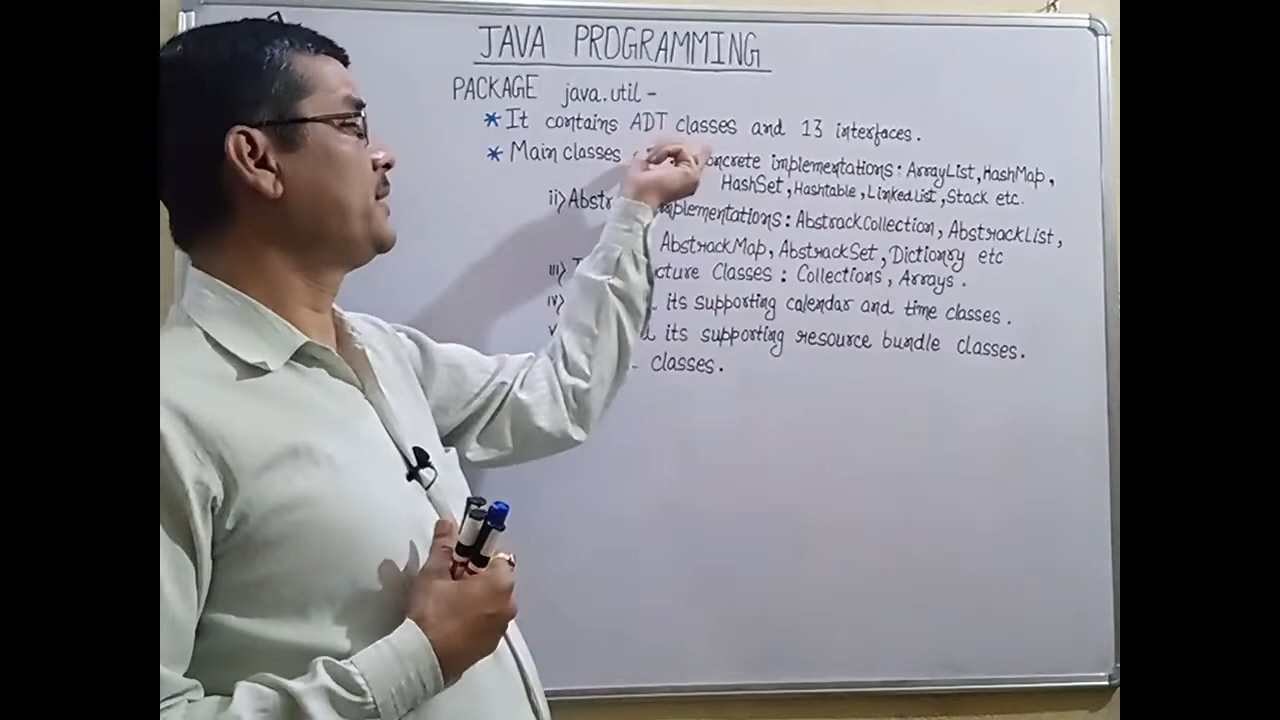 JAVA PROGRAMMING
PACKAGE java.util -
* It contains ADT classes and 13 interfaces.
* Main classes oncrete implementations: ArrayList, HashMap,
HashSet, Hashtable, LinkedList, Stack etc.
ii) Abstr mplementations: AbstrackCollection, AbstrackList,
AbstrackMap, AbstrackSet, Dictionry etc
iii) cture Classes: Collections, Arrays.
iv) its supporting calendar and time classes.
v its supporting resource bundle classes.
classes.